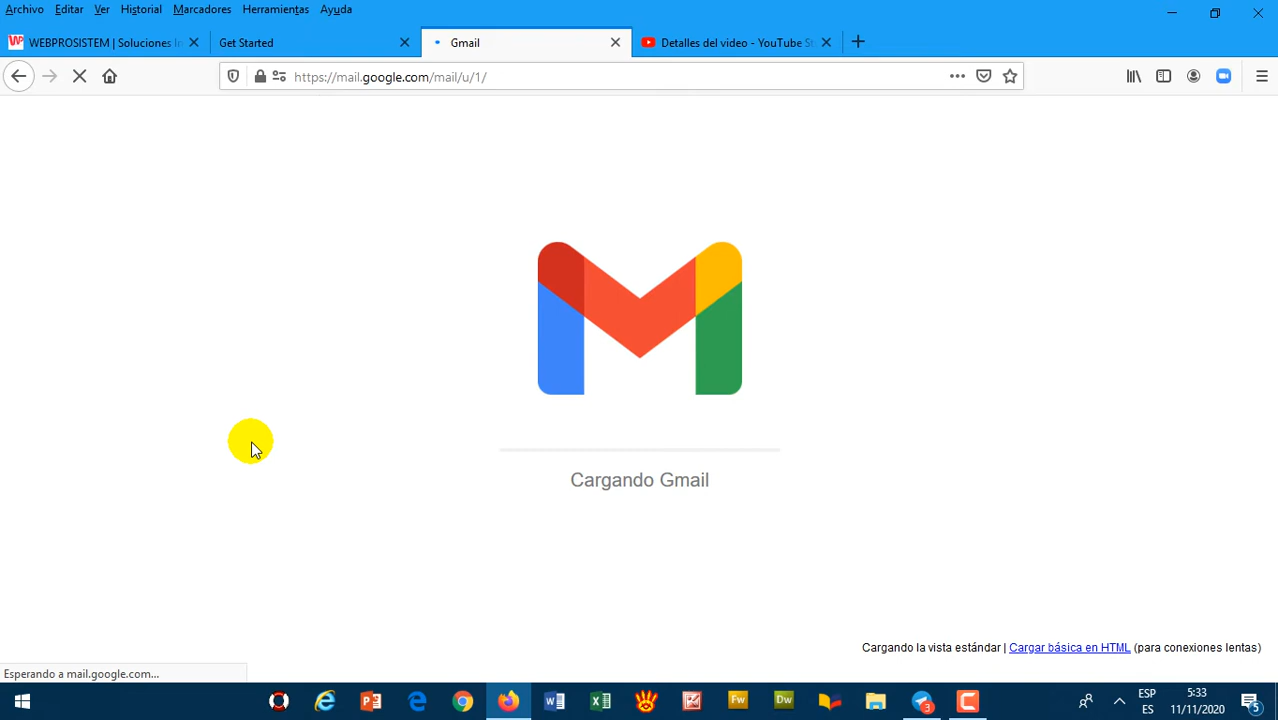 Archivo Editar Ver Historial Marcadores Herramientas Ayuda
WEBPROSISTEM | Soluciones
Get Started
Gmail
Detalles del video - YouTube
https://mail.google.com/mail/u/1/
Cargando Gmail
Cargando la vista estándar | Cargar básica en HTML (para conexiones lentas)
Esperando a mail.google.com...
ESP
ES
5:33
11/11/2020
3
5